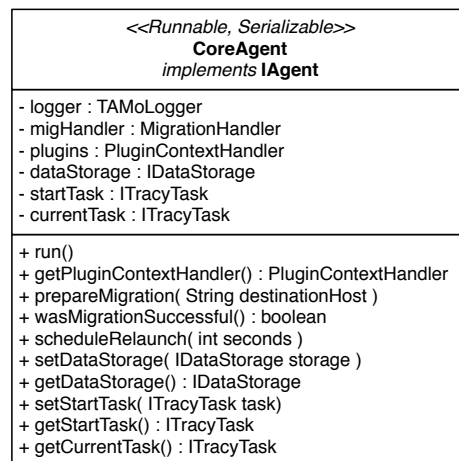 <<Runnable, Serializable>>
CoreAgent
implements IAgent
- logger : TAMoLogger
- migHandler : MigrationHandler
- plugins : PluginContextHandler
- dataStorage : IDataStorage
- startTask : ITracyTask
- currentTask : ITracyTask
+ run()
+ getPluginContextHandler() : PluginContextHandler
+ prepareMigration( String destinationHost )
+ wasMigrationSuccessful() : boolean
+ scheduleRelaunch( int seconds )
+ setDataStorage( IDataStorage storage )
+ getDataStorage() : IDataStorage
+ setStartTask( ITracyTask task)
+ getStartTask() : ITracyTask
+ getCurrentTask() : ITracyTask